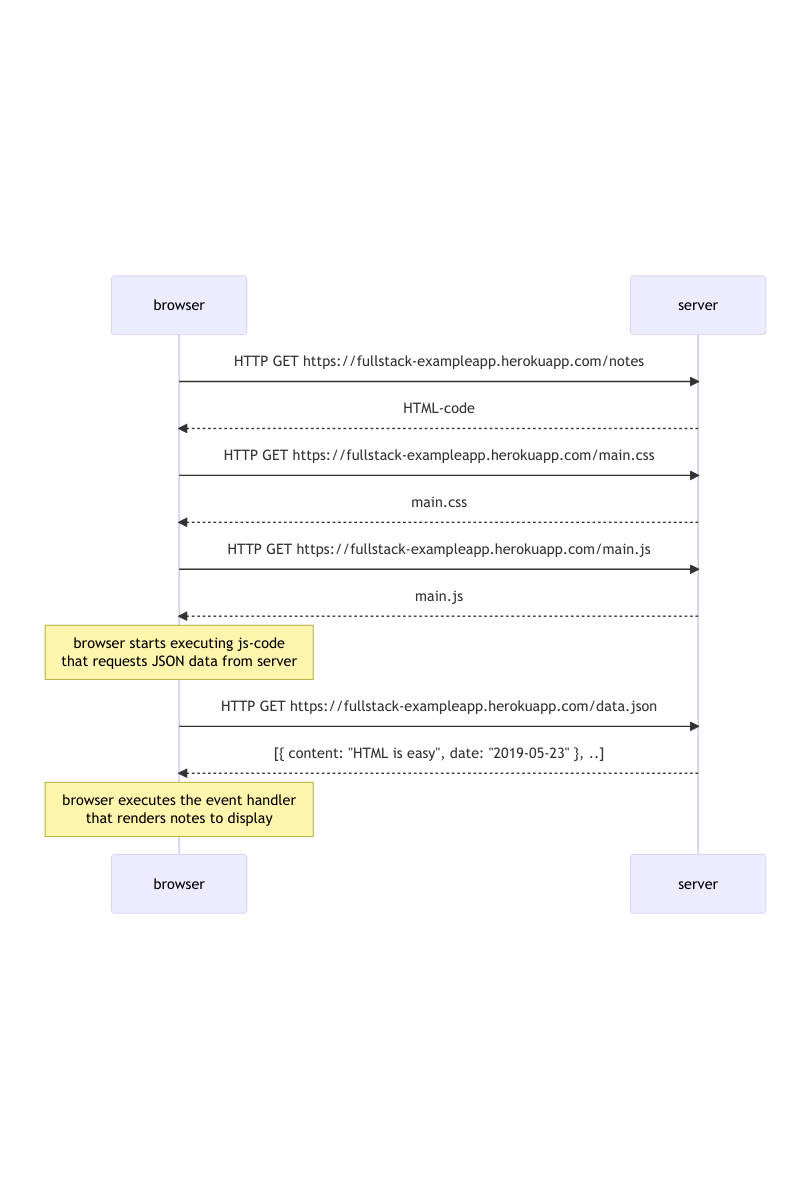 browser
server
HTTP GET https://fullstack-exampleapp.herokuapp.com/notes
HTML-code
HTTP GET https://fullstack-exampleapp.herokuapp.com/main.css
main.css
HTTP GET https://fullstack-exampleapp.herokuapp.com/main.js
main.js
browser starts executing js-code
that requests JSON data from server
HTTP GET https://fullstack-exampleapp.herokuapp.com/data.json
[{ content: "HTML is easy", date: "2019-05-23" }, ..]
browser executes the event handler
that renders notes to display
browser
server